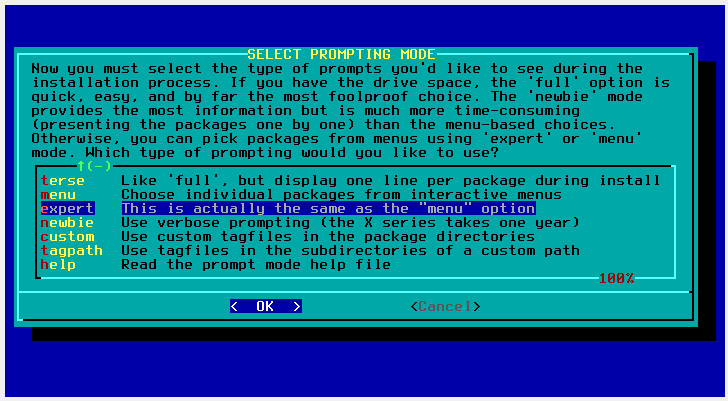 SELECT PROMPTING MODE
Now you must select the type of prompts you'd like to see during the
installation process. If you have the drive space, the 'full' option is
quick, easy, and by far the most foolproof choice. The 'newbie' mode
provides the most information but is much more time-consuming
(presenting the packages one by one) than the menu-based choices.
Otherwise, you can pick packages from menus using 'expert' or 'menu'
mode. Which type of prompting would you like to use?
↑(-)
terse Like 'full', but display one line per package during install
menu Choose individual packages from interactive menus
expert This is actually the same as the "menu" option
newbie Use verbose prompting (the X series takes one year)
custom Use custom tagfiles in the package directories
tagpath Use tagfiles in the subdirectories of a custom path
help Read the prompt mode help file
100%
< OK > <Cancel>